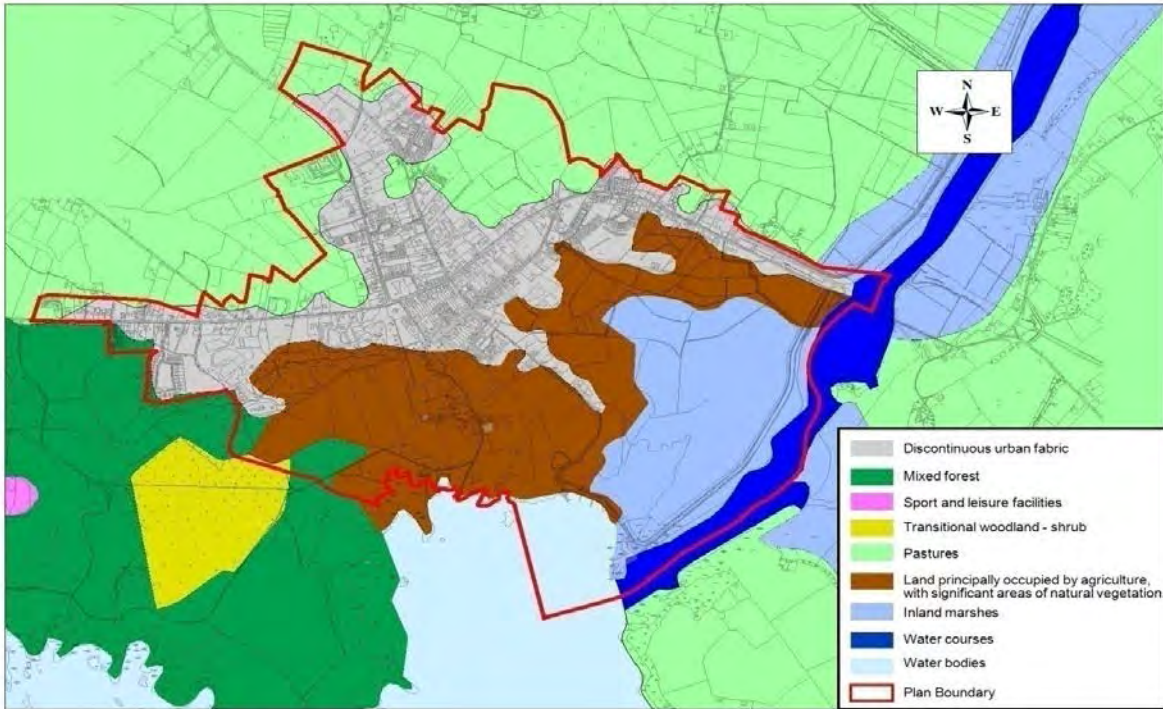 N
W E
S
Discontinuous urban fabric
Mixed forest
Sport and leisure facilities
Transitional woodland - shrub
Pastures
Land principally occupied by agriculture,
with significant areas of natural vegetation
Inland marshes
Water courses
Water bodies
Plan Boundary